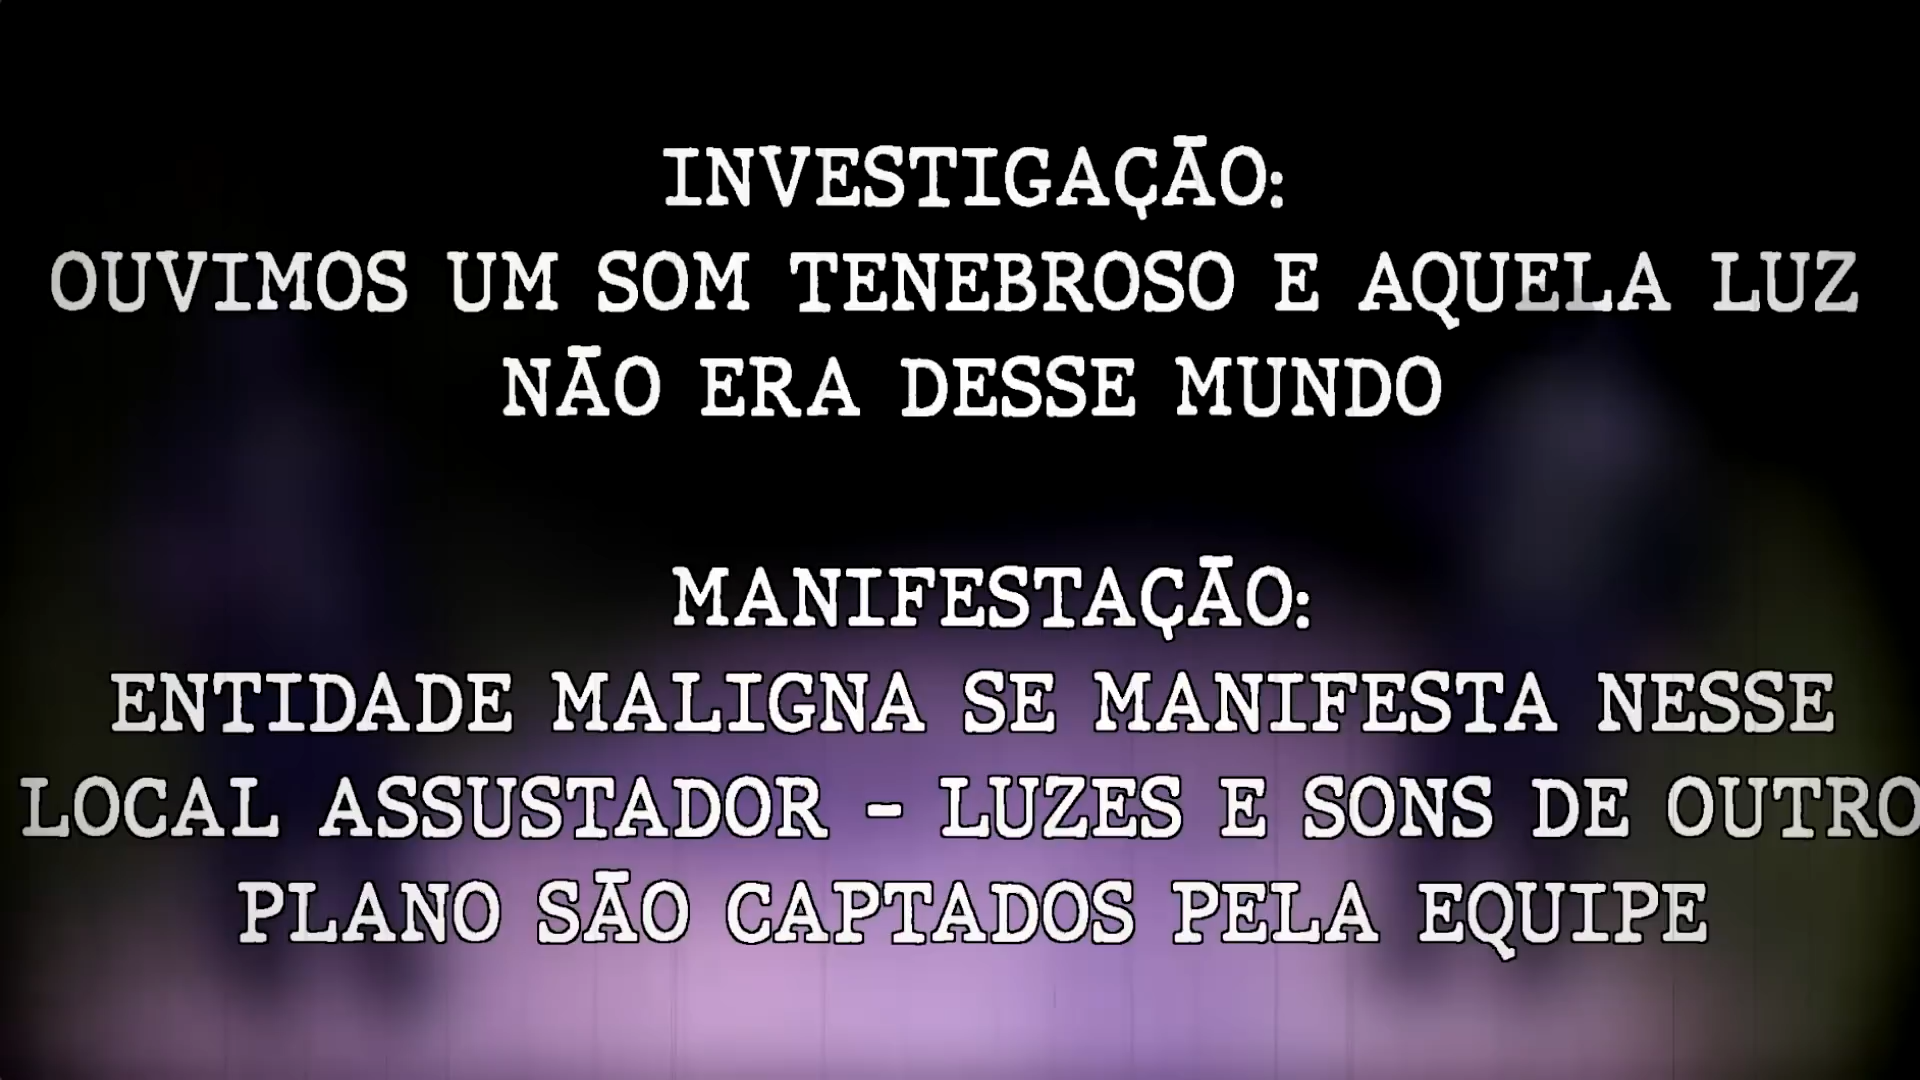 INVESTIGAÇÃO:
OUVIMOS UM SOM TENEBROSO E AQUELA LUZ
NÃO ERA DESSE MUNDO
MANIFESTAÇÃO:
ENTIDADE MALIGNA SE MANIFESTA NESSE
LOCAL ASSUSTADOR - LUZES E SONS DE OUTRO
PLANO SÃO CAPTADOS PELA EQUIPE